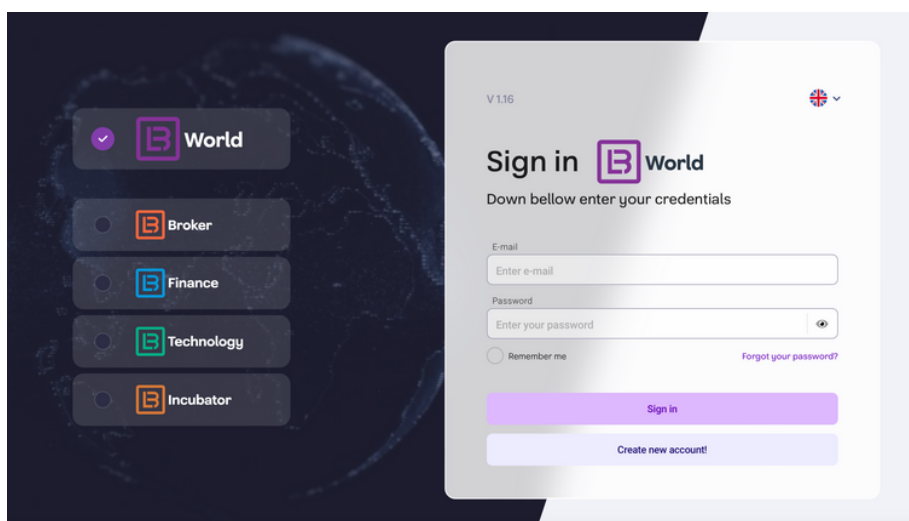 World
Broker
Finance
Technology
Incubator
V 1.16
Sign in World
Down bellow enter your credentials
E-mail
Enter e-mail
Password
Enter your password
Remember me
Forgot your password?
Sign in
Create new account!